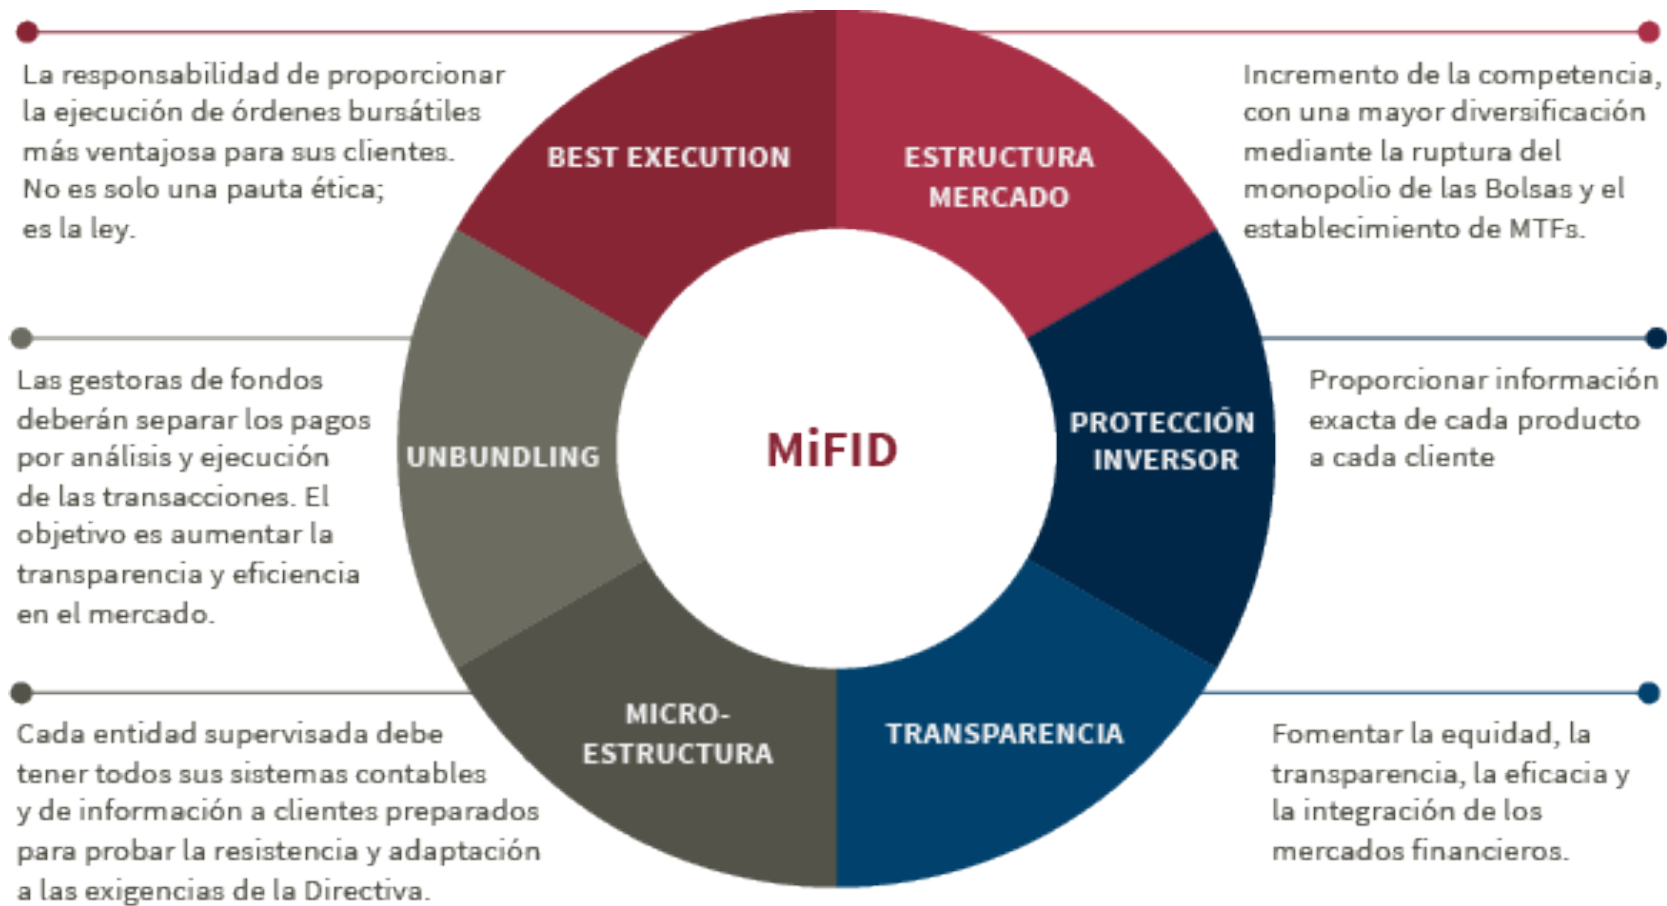 La responsabilidad de proporcionar
la ejecución de órdenes bursátiles
más ventajosa para sus clientes.
No es solo una pauta ética;
es la ley.
BEST EXECUTION
ESTRUCTURA
MERCADO
Incremento de la competencia,
con una mayor diversificación
mediante la ruptura del
monopolio de las Bolsas y el
establecimiento de MTFs.
Las gestoras de fondos
deberán separar los pagos
por análisis y ejecución
de las transacciones. El
objetivo es aumentar la
transparencia y eficiencia
en el mercado.
UNBUNDLING
MiFID
PROTECCIÓN
INVERSOR
Proporcionar información
exacta de cada producto
a cada cliente
Cada entidad supervisada debe
tener todos sus sistemas contables
y de información a clientes preparados
para probar la resistencia y adaptación
a las exigencias de la Directiva.
MICRO-
ESTRUCTURA
TRANSPARENCIA
Fomentar la equidad, la
transparencia, la eficacia y
la integración de los
mercados financieros.